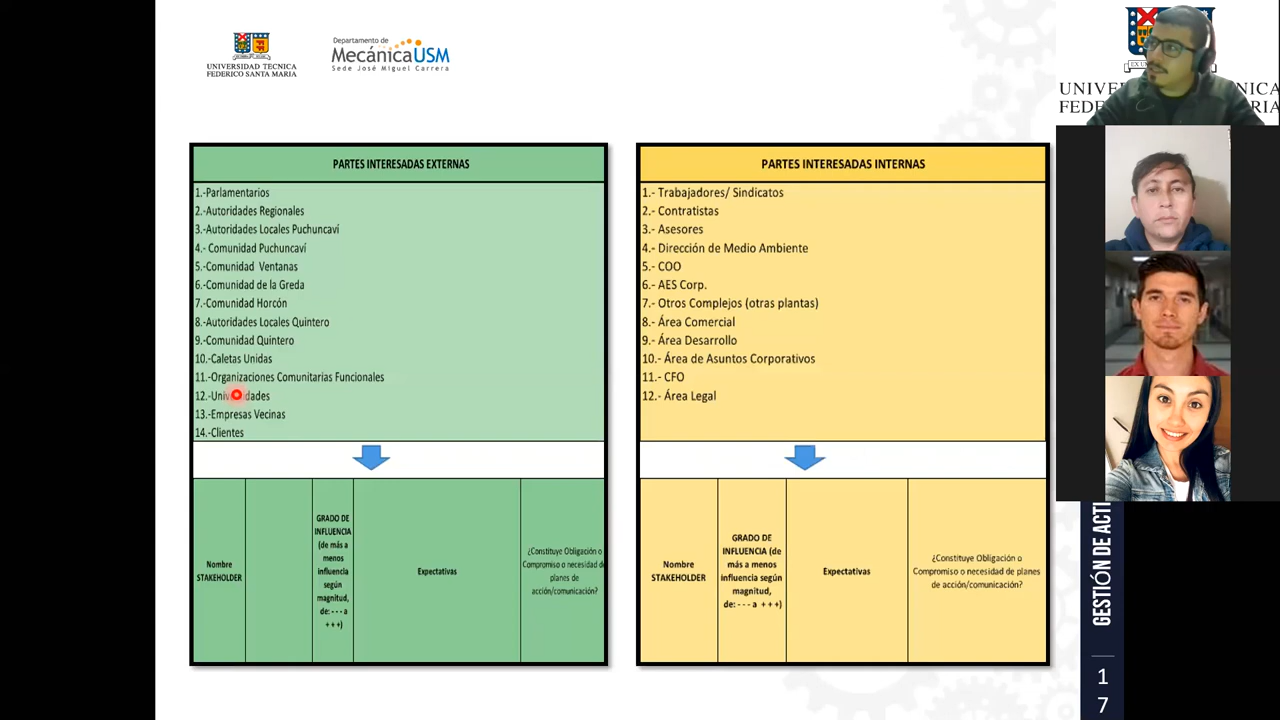 UNIVERSIDAD TECNICA
FEDERICO SANTA MARIA
Departamento de
MecánicaUSM
Sede José Miguel Carrera
PARTES INTERESADAS EXTERNAS
1.-Parlamentarios
2.-Autoridades Regionales
3.-Autoridades Locales Puchuncaví
4.- Comunidad Puchuncaví
5.-Comunidad Ventanas
6.-Comunidad de la Greda
7.-Comunidad Horcón
8.-Autoridades Locales Quintero
9.-Comunidad Quintero
10.-Caletas Unidas
11.-Organizaciones Comunitarias Funcionales
12.-Universidades
13.-Empresas Vecinas
14.-Clientes
Nombre
STAKEHOLDER
GRADO DE
INFLUENCIA
(de más a
menos
influencia
según
magnitud,
de: - - - a
+ + +)
Expectativas
¿Constituye Obligación o
Compromiso o necesidad de
planes de
acción/comunicación?
PARTES INTERESADAS INTERNAS
1.- Trabajadores/ Sindicatos
2.- Contratistas
3.- Asesores
4.- Dirección de Medio Ambiente
5.- COO
6.- AES Corp.
7.- Otros Complejos (otras plantas)
8.- Área Comercial
9.- Área Desarrollo
10.- Área de Asuntos Corporativos
11.- CFO
12.- Área Legal
Nombre
STAKEHOLDER
GRADO DE
INFLUENCIA (de
más a menos
influencia según
magnitud,
de: - - - a + + +)
Expectativas
¿Constituye Obligación o
Compromiso o necesidad de planes
de acción/comunicación?
GESTIÓN DE ACTI
1
7